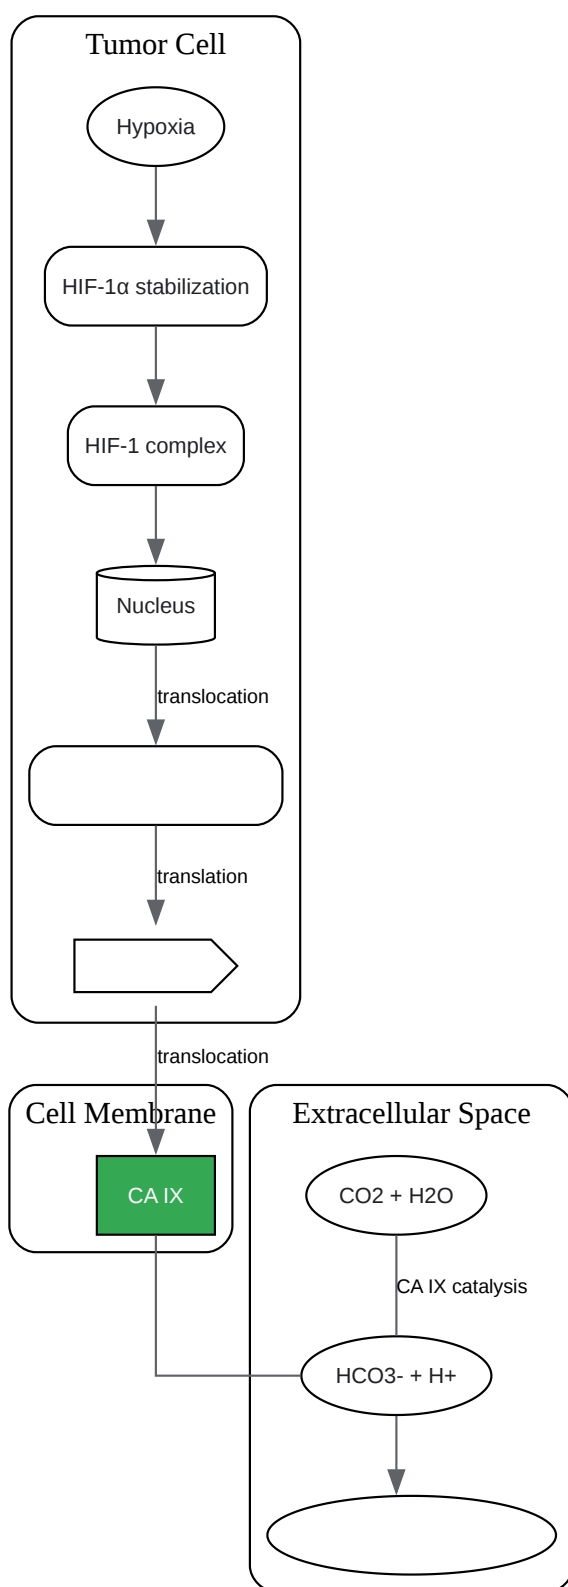 Tumor Cell
Hypoxia
HIF-1α stabilization
HIF-1 complex
Nucleus
translocation
translation
translocation
Cell Membrane
CA IX
Extracellular Space
CO2 + H2O
CA IX catalysis
HCO3- + H+